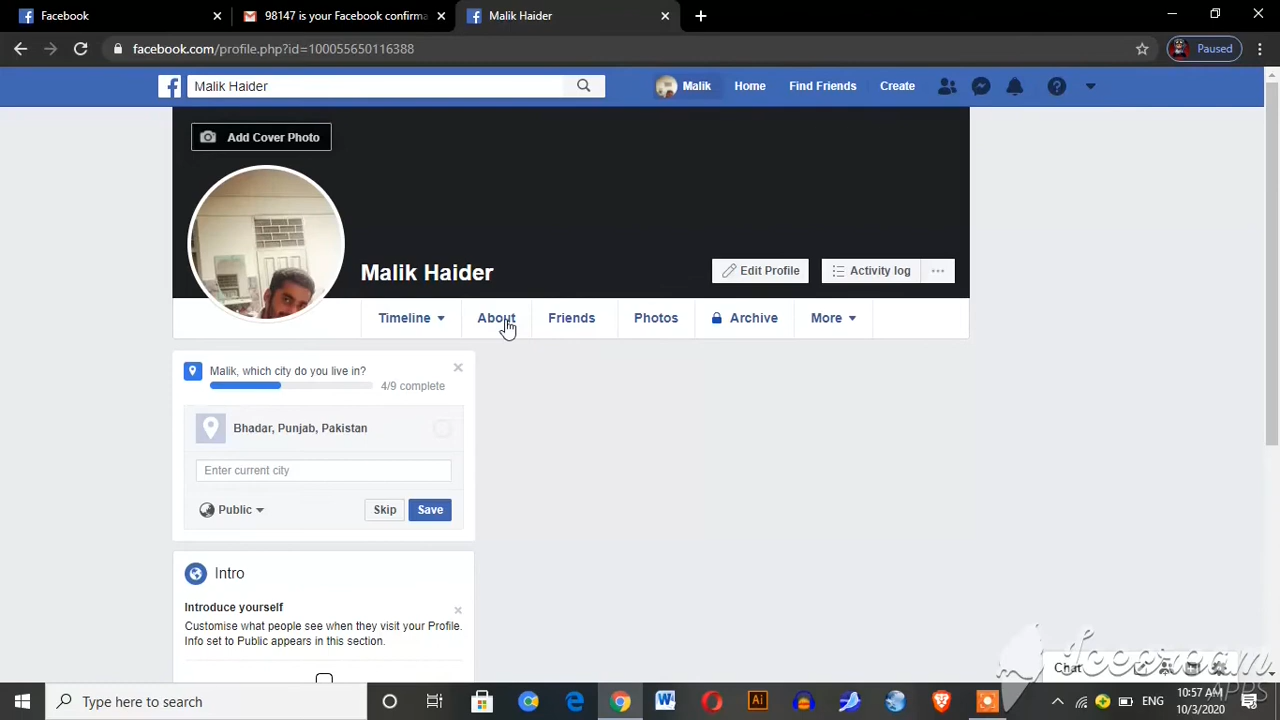 Facebook
98147 is your Facebook confirma
Malik Haider
facebook.com/profile.php?id=100055650116388
Paused
Malik Haider
Malik
Home
Find Friends
Create
Add Cover Photo
Malik Haider
Edit Profile
Activity log
Timeline
About
Friends
Photos
Archive
More
Malik, which city do you live in?
4/9 complete
Bhadar, Punjab, Pakistan
Enter current city
Public
Skip
Save
Intro
Introduce yourself
Customise what people see when they visit your Profile.
Info set to Public appears in this section.
Chat
Icecream
APPS
Type here to search
ENG
10:57 AM
10/3/2020